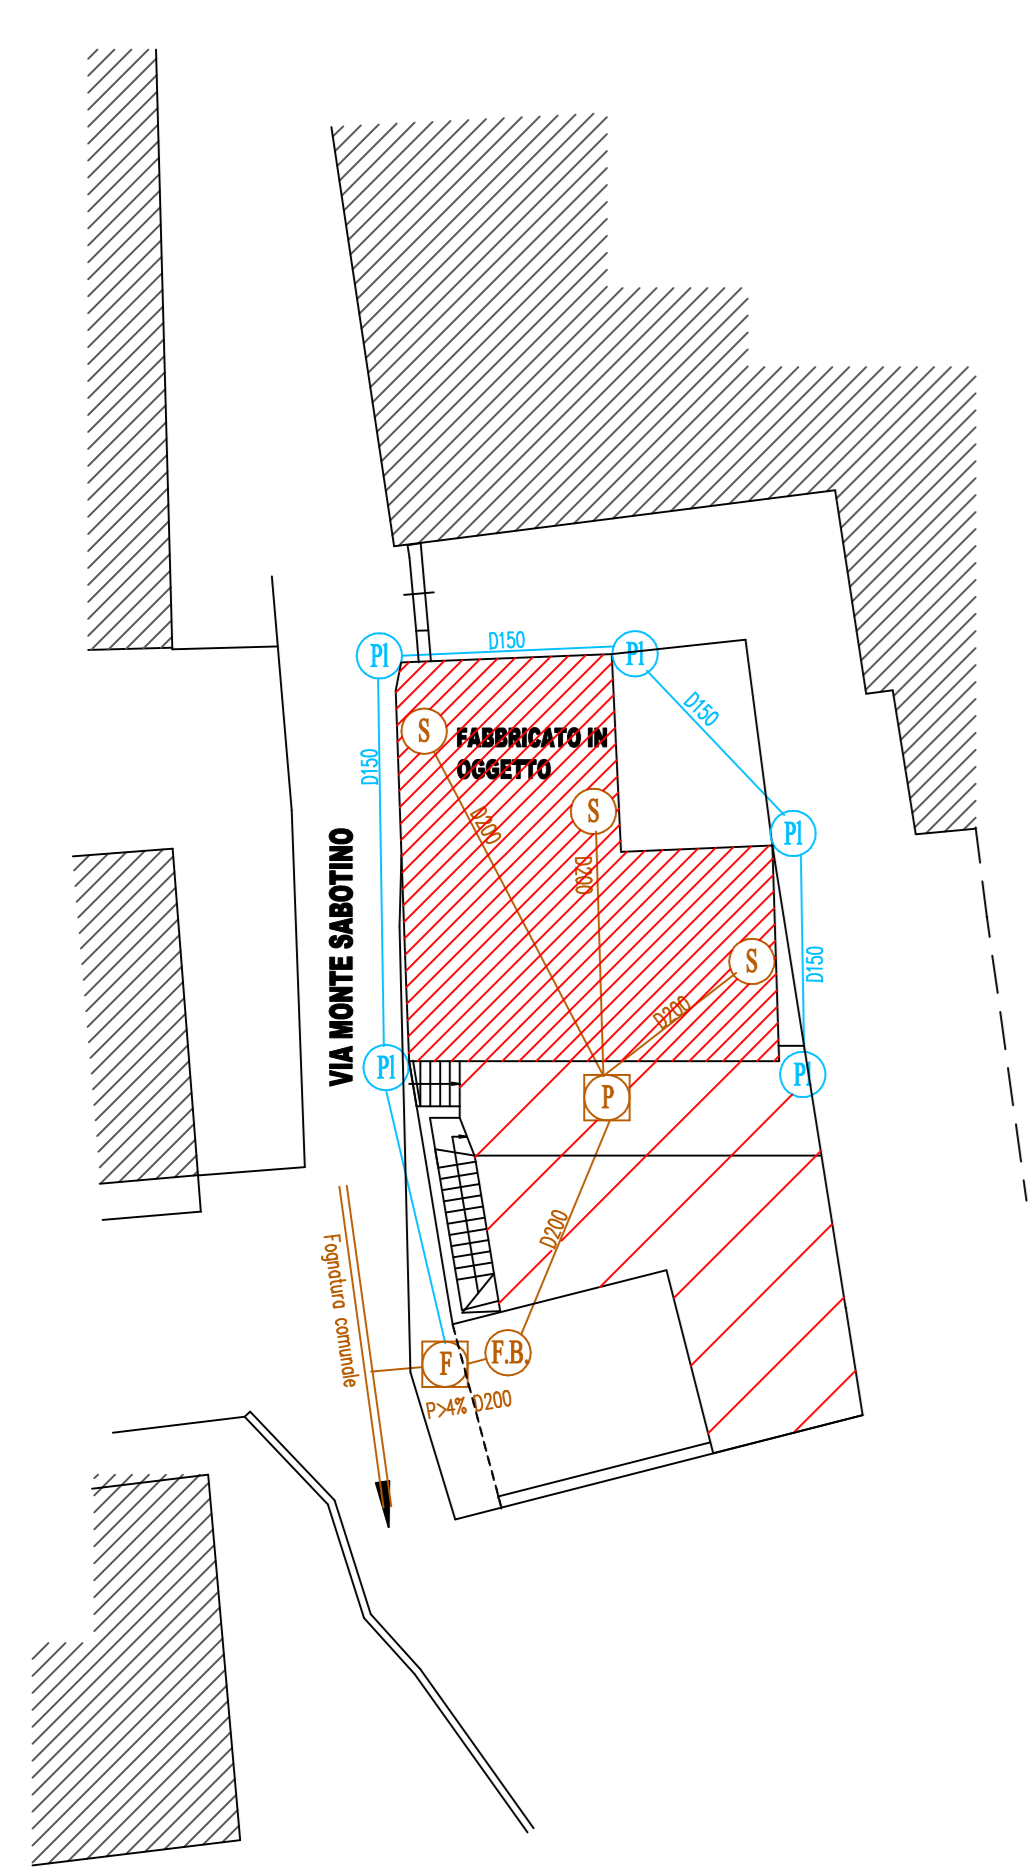 D150
Pl
Pl
D150
S
FABBRICATO IN
OGGETTO
D150
S
D200
Pl
D200
VIA MONTE SABOTINO
S
D150
D200
Pl
Pl
P
D200
Fognatura comunale
F
F.B.
P>4% D200